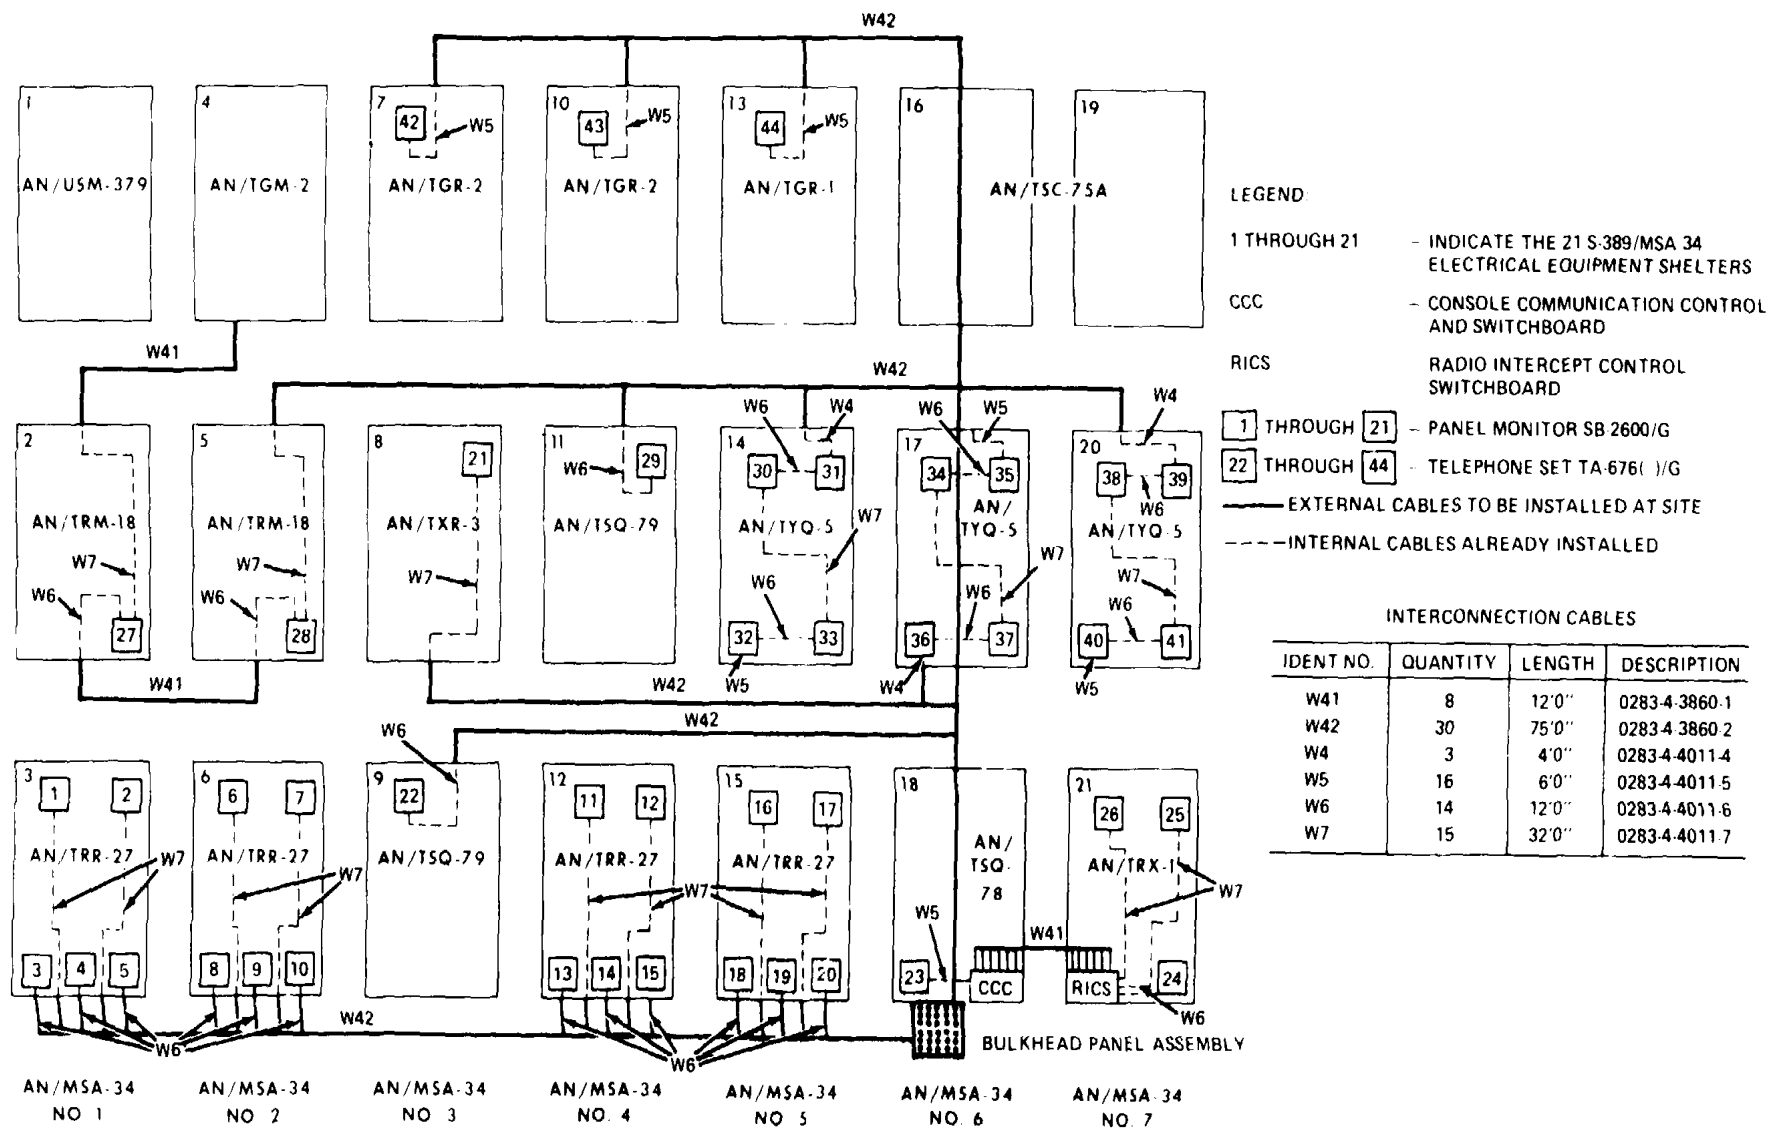 W42
1
4
7
10
13
16
19
42
W5
43
W5
44
W5
AN/USM-379
AN/TGM-2
AN/TGR-2
AN/TGR-2
AN/TGR-1
AN/TSC-75A
W41
W42
2
5
8
11
14
17
20
W6
W4
W6
W5
W4
21
W6
29
30
31
34
35
38
39
W6
AN/TRM-18
AN/TRM-18
AN/TXR-3
AN/TSQ-79
AN/TYQ-5
AN/
TYQ-5
AN/TYQ-5
W7
W7
W7
W7
W7
W7
W6
W6
W6
W6
W6
27
28
32
33
36
37
40
41
W5
W4
W5
W41
W42
W42
W6
3
6
9
12
15
18
21
1
2
6
7
22
11
12
16
17
26
25
AN/TRR-27
AN/TRR-27
AN/TSQ-79
AN/TRR-27
AN/TRR-27
AN/
TSQ-
78
AN/TRX-1
W7
W7
W7
W7
W5
W41
3
4
5
8
9
10
13
14
15
18
19
20
23
CCC
RICS
24
W6
W42
W6
W6
BULKHEAD PANEL ASSEMBLY
AN/MSA-34
NO 1
AN/MSA-34
NO 2
AN/MSA-34
NO 3
AN/MSA-34
NO. 4
AN/MSA-34
NO 5
AN/MSA-34
NO. 6
AN/MSA-34
NO. 7
LEGEND
1 THROUGH 21 - INDICATE THE 21 S-389/MSA 34
ELECTRICAL EQUIPMENT SHELTERS
CCC - CONSOLE COMMUNICATION CONTROL
AND SWITCHBOARD
RICS RADIO INTERCEPT CONTROL
SWITCHBOARD
1 THROUGH 21 - PANEL MONITOR SB-2600/G
22 THROUGH 44 - TELEPHONE SET TA-676( )/G
EXTERNAL CABLES TO BE INSTALLED AT SITE
INTERNAL CABLES ALREADY INSTALLED
INTERCONNECTION CABLES
IDENT NO. QUANTITY LENGTH DESCRIPTION
W41 8 12'0'' 0283-4-3860-1
W42 30 75'0'' 0283-4-3860-2
W4 3 4'0'' 0283-4-4011-4
W5 16 6'0'' 0283-4-4011-5
W6 14 12'0'' 0283-4-4011-6
W7 15 32'0'' 0283-4-4011-7